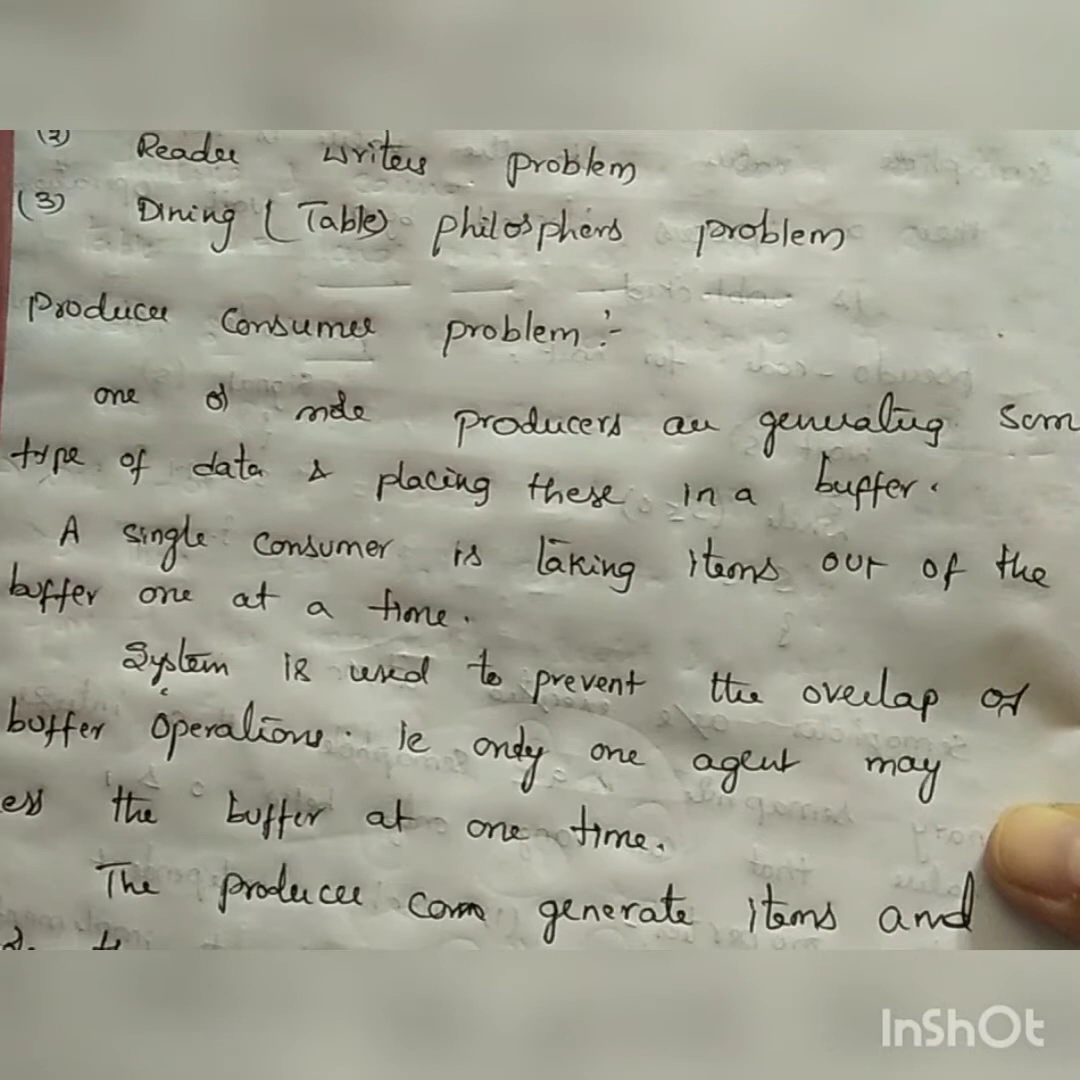 (2) Reader writers problem
(3) Dining (Table) philosphers problem
Producer Consumer problem :-
one or more producers are generating som
type of data & placing these in a buffer.
A single consumer is taking items out of the
buffer one at a time.
System is used to prevent the overlap of
buffer operations. ie only one agent may
ess the buffer at one time.
The producer can generate items and
InShOt